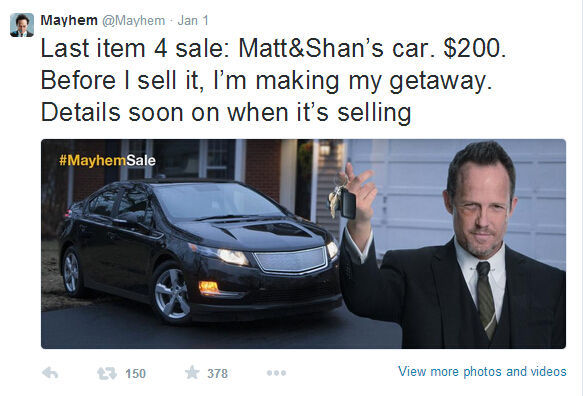 Mayhem @Mayhem · Jan 1
Last item 4 sale: Matt&Shan's car. $200.
Before I sell it, I'm making my getaway.
Details soon on when it's selling
#MayhemSale
150 378 View more photos and videos